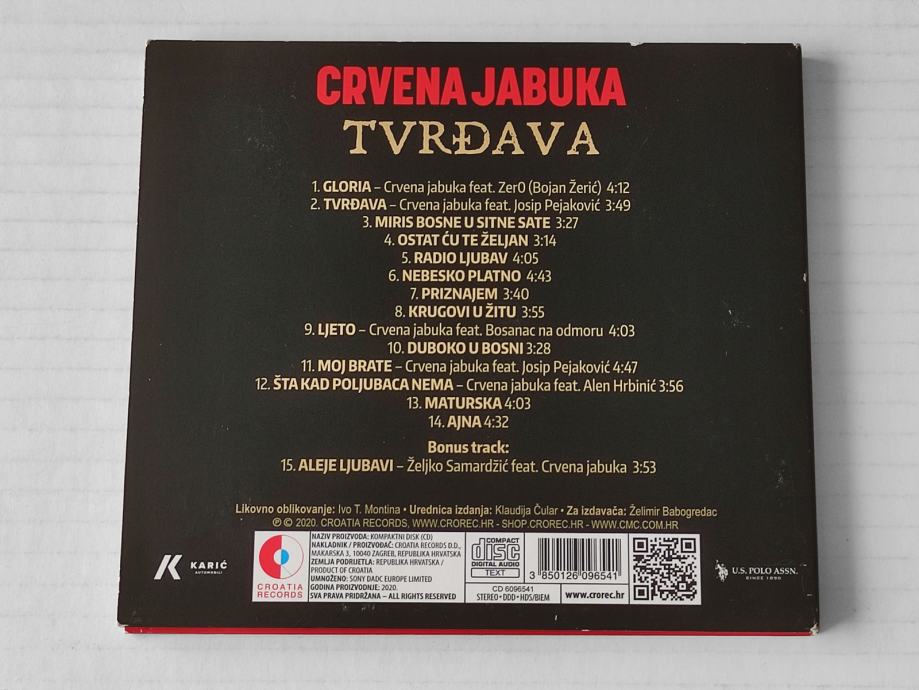 CRVENA JABUKA
TVRĐAVA
1. GLORIA – Crvena jabuka feat. Zer0 (Bojan Žerić) 4:12
2. TVRĐAVA – Crvena jabuka feat. Josip Pejaković 3:49
3. MIRIS BOSNE U SITNE SATE 3:27
4. OSTAT ĆU TE ŽELJAN 3:14
5. RADIO LJUBAV 4:05
6. NEBESKO PLATNO 4:43
7. PRIZNAJEM 3:40
8. KRUGOVI U ŽITU 3:55
9. LJETO – Crvena jabuka feat. Bosanac na odmoru 4:03
10. DUBOKO U BOSNI 3:28
11. MOJ BRATE – Crvena jabuka feat. Josip Pejaković 4:47
12. ŠTA KAD POLJUBACA NEMA – Crvena jabuka feat. Alen Hrbinić 3:56
13. MATURSKA 4:03
14. AJNA 4:32
Bonus track:
15. ALEJE LJUBAVI – Željko Samardžić feat. Crvena jabuka 3:53
Likovno oblikovanje: Ivo T. Montina • Urednica izdanja: Klaudija Čular • Za izdavača: Želimir Babogredac
℗ © 2020. CROATIA RECORDS, WWW.CROREC.HR - SHOP.CROREC.HR - WWW.CMC.COM.HR
K KARIĆ
AUTOMOBILI
CROATIA
RECORDS
NAZIV PROIZVODA: KOMPAKTNI DISK (CD)
NAKLADNIK / PROIZVOĐAČ: CROATIA RECORDS D.D.,
MAKARSKA 3, 10040 ZAGREB, REPUBLIKA HRVATSKA
ZEMLJA PODRIJETLA: REPUBLIKA HRVATSKA /
PRODUCT OF CROATIA
UMNOŽENO: SONY DADC EUROPE LIMITED
GODINA PROIZVODNJE: 2020.
SVA PRAVA PRIDRŽANA – ALL RIGHTS RESERVED
COMPACT
disc
DIGITAL AUDIO
TEXT
CD 6096541
STEREO • DDD • HDS/BIEM
3 850126 096541
www.crorec.hr
U.S. POLO ASSN.
SINCE 1890